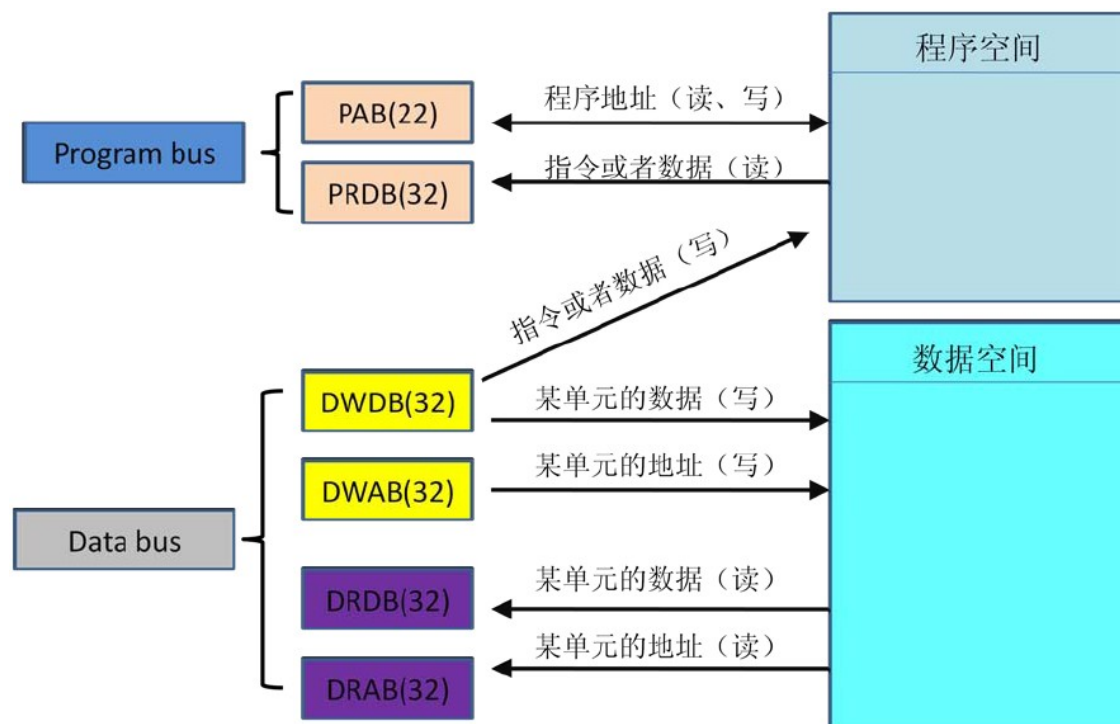 程序空间
PAB(22)
程序地址（读、写）
Program bus
指令或者数据（读）
PRDB(32)
指令或者数据（写）
数据空间
DWDB(32)
某单元的数据（写）
DWAB(32)
某单元的地址（写）
Data bus
DRDB(32)
某单元的数据（读）
某单元的地址（读）
DRAB(32)